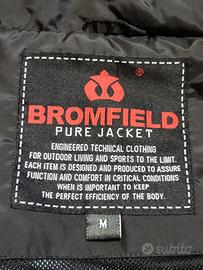 ®
BROMFIELD
PURE JACKET
ENGINEERED TECHNICAL CLOTHING
FOR OUTDOOR LIVING AND SPORTS TO THE LIMIT.
EACH ITEM IS DESIGNED AND PRODUCED TO ASSURE
FUNCTION AND COMFORT IN CRITICAL CONDITIONS
WHEN IS IMPORTANT TO KEEP
THE PERFECT EFFICIENCY OF THE BODY.
M
subito